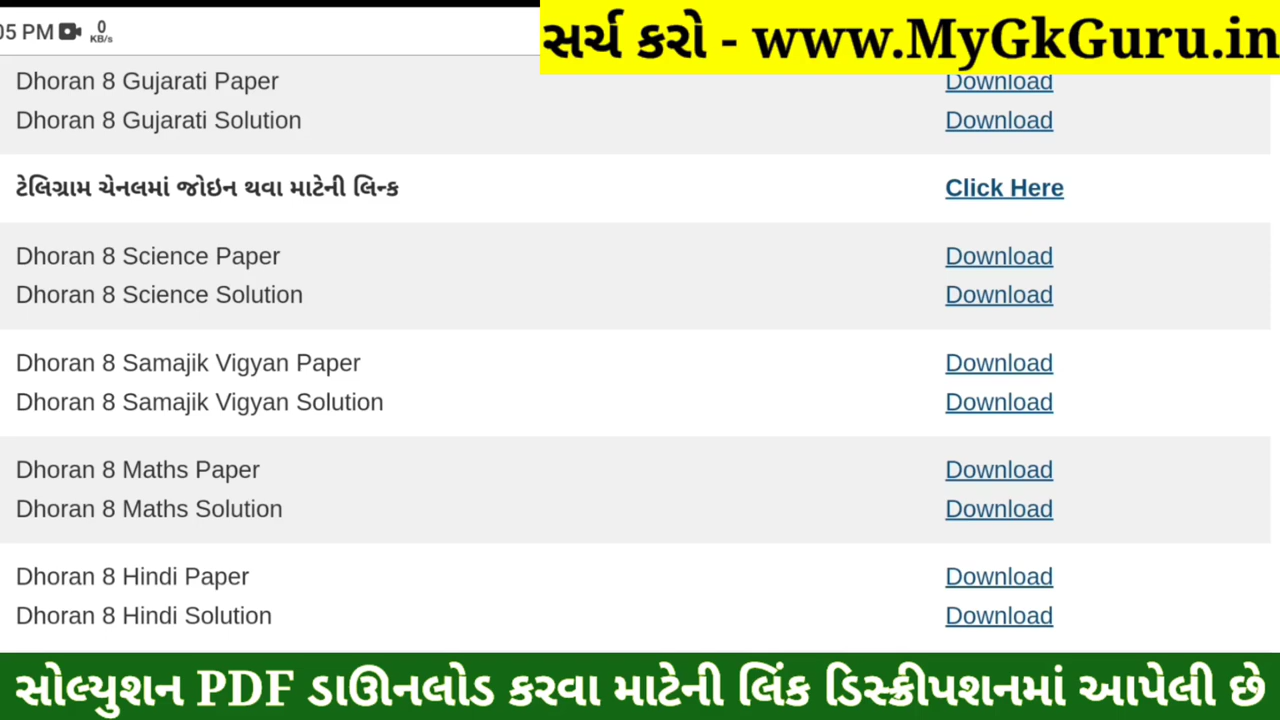 05 PM 0 KB/s
સર્ચ કરો - www.MyGkGuru.in
Dhoran 8 Gujarati Paper Download
Dhoran 8 Gujarati Solution Download
ટેલિગ્રામ ચેનલમાં જોઇન થવા માટેની લિન્ક Click Here
Dhoran 8 Science Paper Download
Dhoran 8 Science Solution Download
Dhoran 8 Samajik Vigyan Paper Download
Dhoran 8 Samajik Vigyan Solution Download
Dhoran 8 Maths Paper Download
Dhoran 8 Maths Solution Download
Dhoran 8 Hindi Paper Download
Dhoran 8 Hindi Solution Download
સોલ્યુશન PDF ડાઊનલોડ કરવા માટેની લિંક ડિસ્ક્રીપશનમાં આપેલી છે